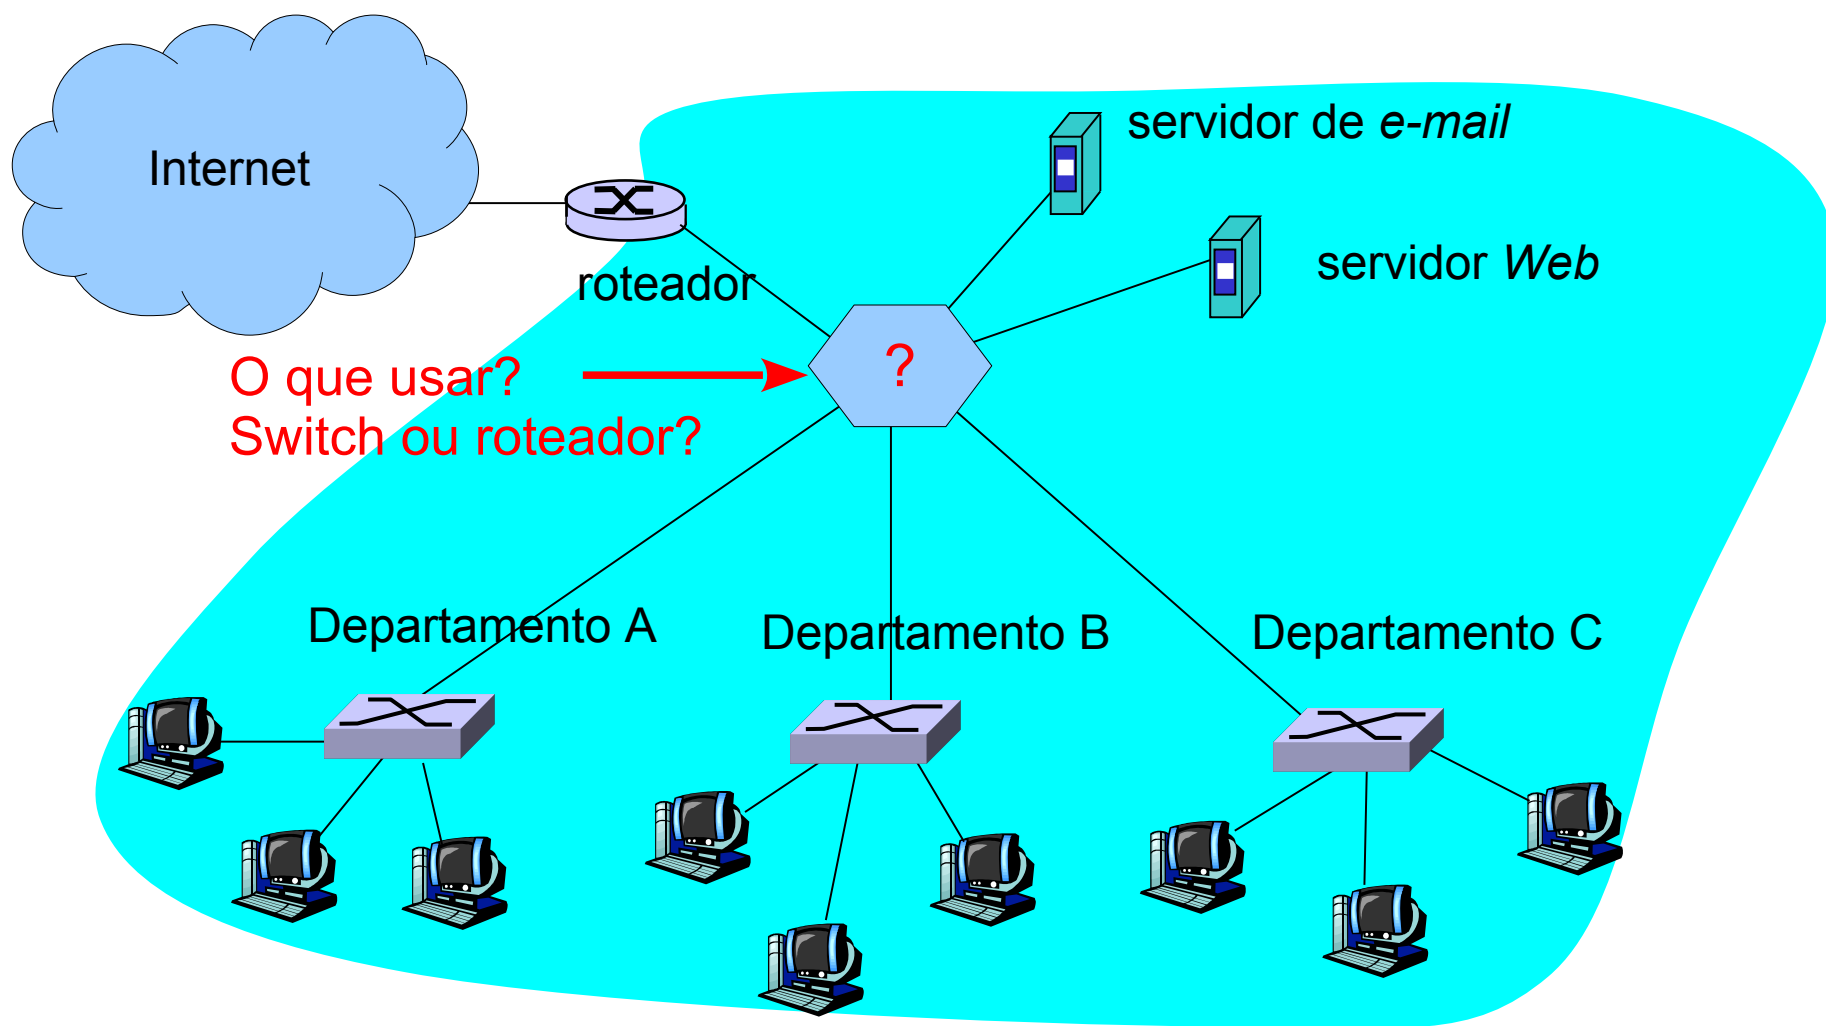 servidor de e-mail
Internet
servidor Web
roteador
?
O que usar?
Switch ou roteador?
Departamento A
Departamento B
Departamento C